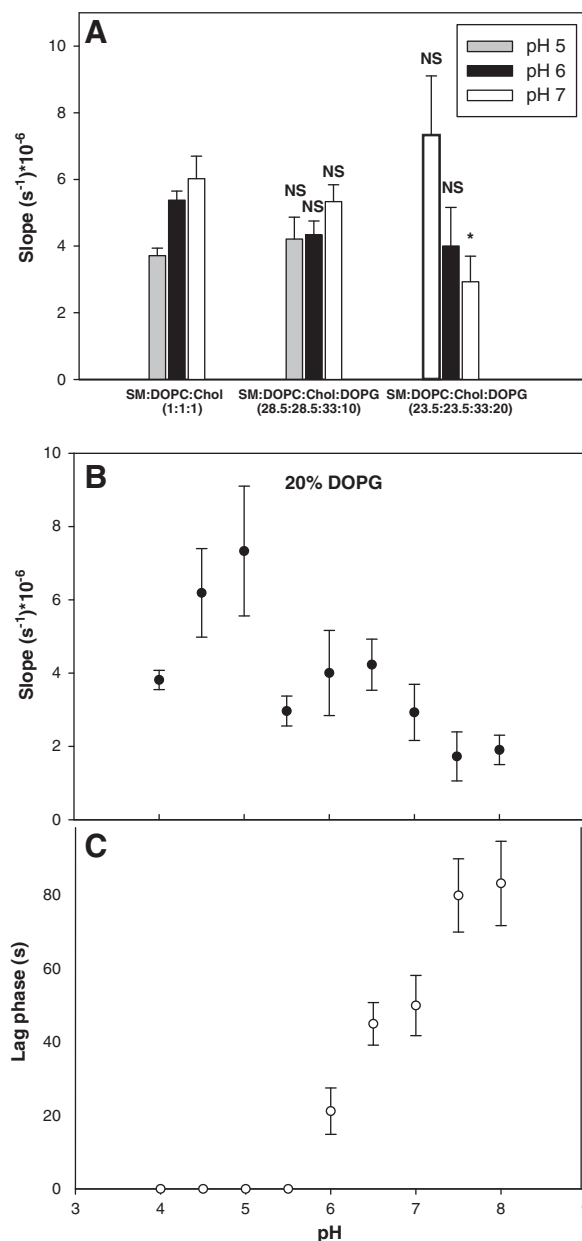 A
10
8
6
4
2
0
Slope (s⁻¹)*10⁻⁶
pH 5
pH 6
pH 7
NS
NS
NS
NS
NS
*
SM:DOPC:Chol
(1:1:1)
SM:DOPC:Chol:DOPG
(28.5:28.5:33:10)
SM:DOPC:Chol:DOPG
(23.5:23.5:33:20)
B
20% DOPG
10
8
6
4
2
0
Slope (s⁻¹)*10⁻⁶
C
80
60
40
20
0
Lag phase (s)
3 4 5 6 7 8
pH